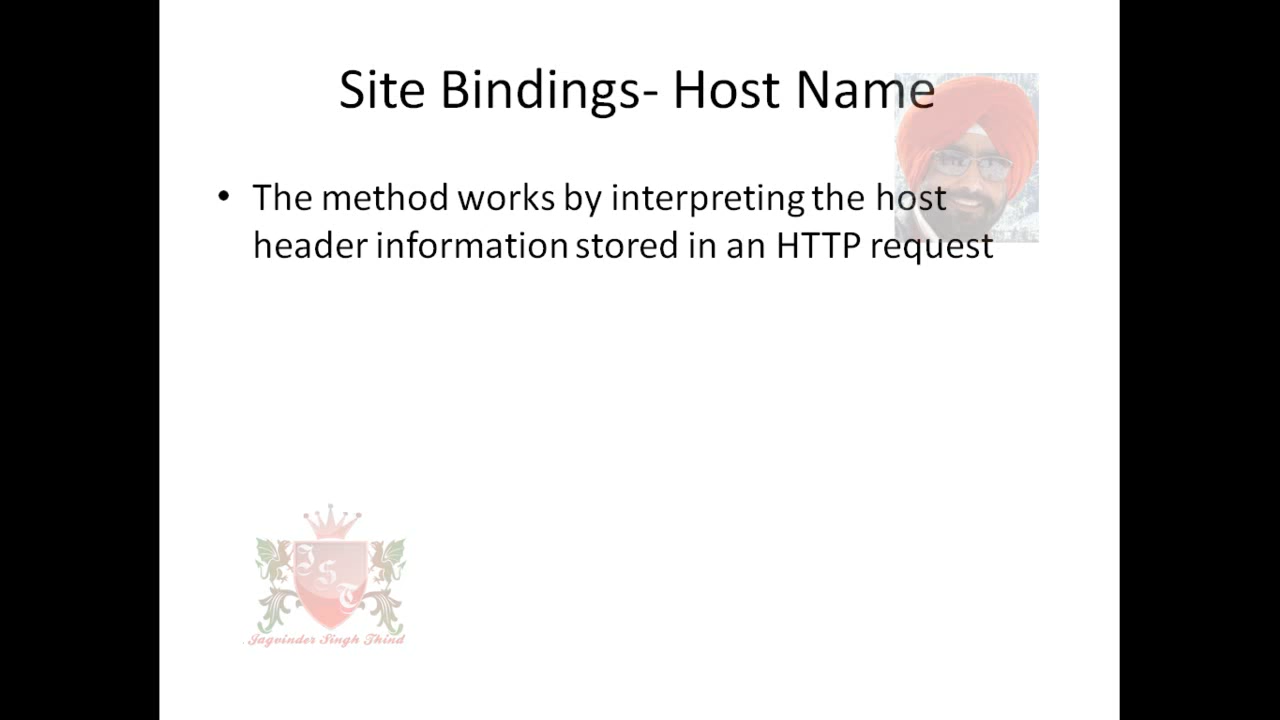 Site Bindings- Host Name
• The method works by interpreting the host
header information stored in an HTTP request
JST
Jagvinder Singh Thind